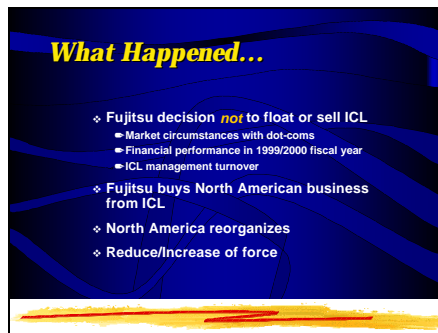 What Happened...
Fujitsu decision not to float or sell ICL
Market circumstances with dot-coms
Financial performance in 1999/2000 fiscal year
ICL management turnover
Fujitsu buys North American business
from ICL
North America reorganizes
Reduce/Increase of force